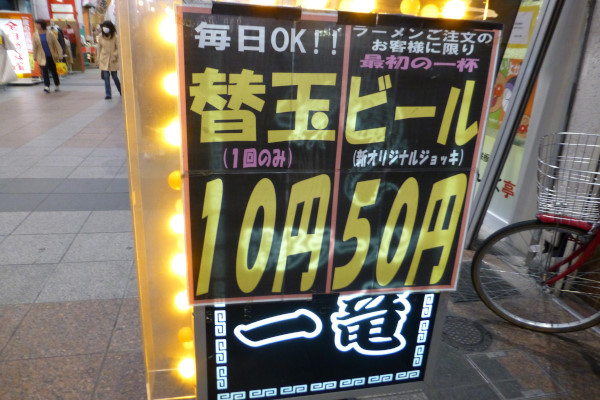 毎日OK!!
替玉
(1回のみ)
10円
ラーメンご注文の
お客様に限り
最初の一杯
ビール
(新オリジナルジョッキ)
50円
一竜
亭